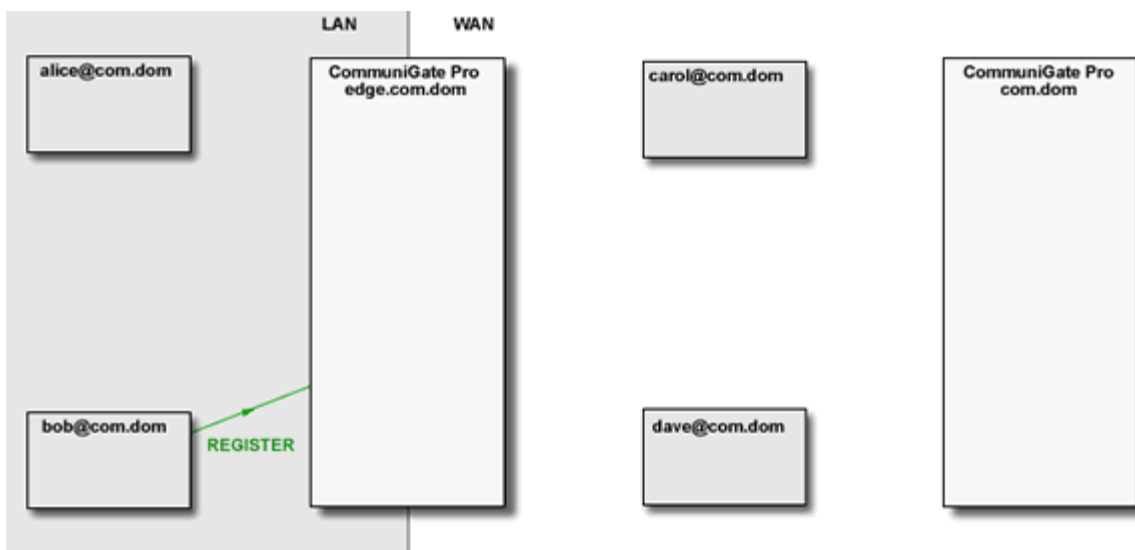 LAN
WAN
alice@com.dom
CommuniGate Pro
edge.com.dom
carol@com.dom
CommuniGate Pro
com.dom
bob@com.dom
REGISTER
dave@com.dom